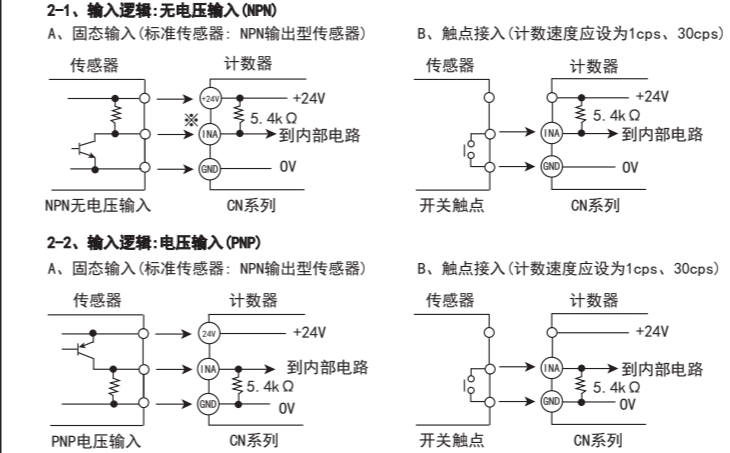 2-1、输入逻辑:无电压输入(NPN)
A、固态输入(标准传感器: NPN输出型传感器)
传感器 计数器
+24V +24V
5.4kΩ
※ INA 到内部电路
GND 0V
NPN无电压输入 CN系列
B、触点接入(计数速度应设为1cps、30cps)
传感器 计数器
+24V
5.4kΩ
INA 到内部电路
GND 0V
开关触点 CN系列
2-2、输入逻辑:电压输入(PNP)
A、固态输入(标准传感器: NPN输出型传感器)
传感器 计数器
24V +24V
INA 到内部电路
5.4kΩ
GND 0V
PNP电压输入 CN系列
B、触点接入(计数速度应设为1cps、30cps)
传感器 计数器
+24V
INA 到内部电路
5.4kΩ
GND 0V
开关触点 CN系列